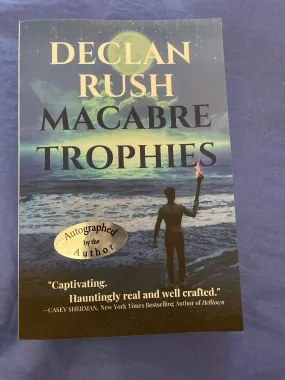 DECLAN
RUSH
MACABRE
TROPHIES
Autographed
by the
Author
"Captivating.
Hauntingly real and well crafted."
—CASEY SHERMAN, New York Times Bestselling Author of Helltown